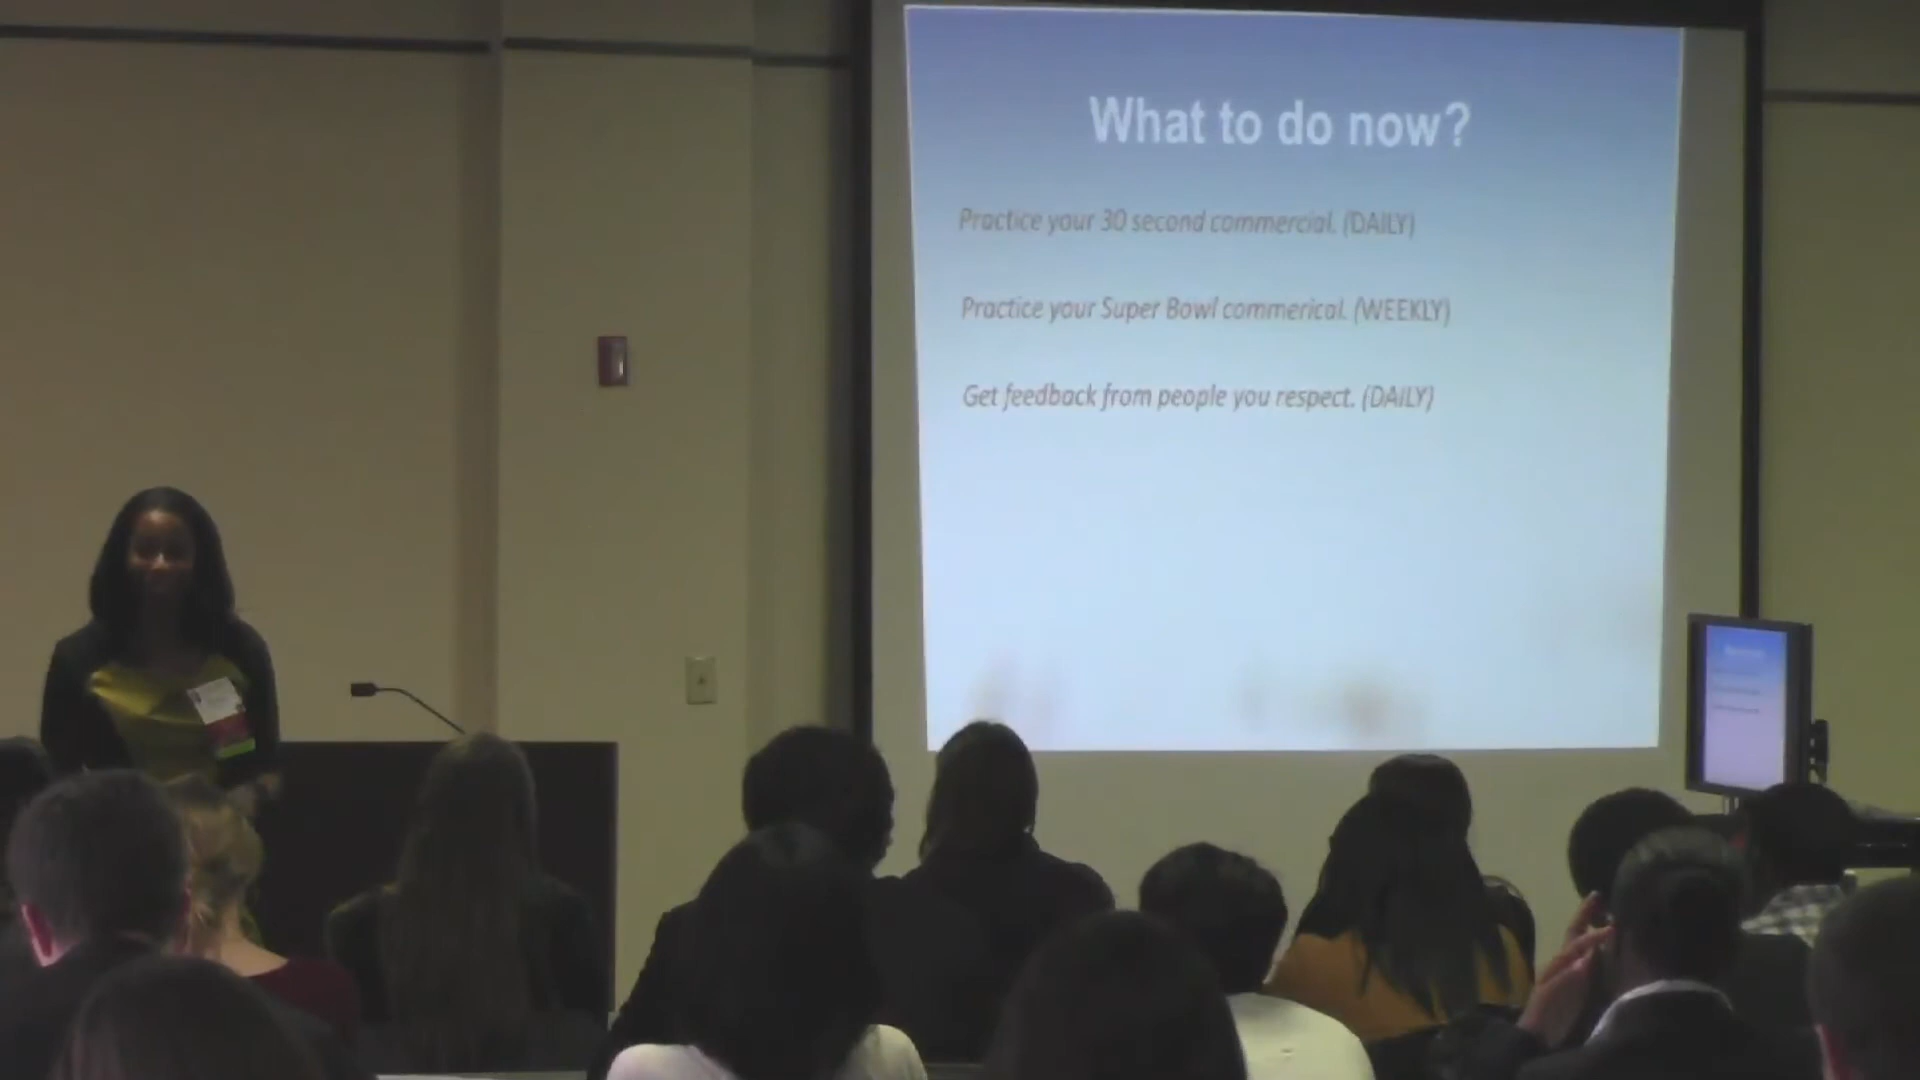 What to do now?
Practice your 30 second commercial. (DAILY)
Practice your Super Bowl commerical. (WEEKLY)
Get feedback from people you respect. (DAILY)